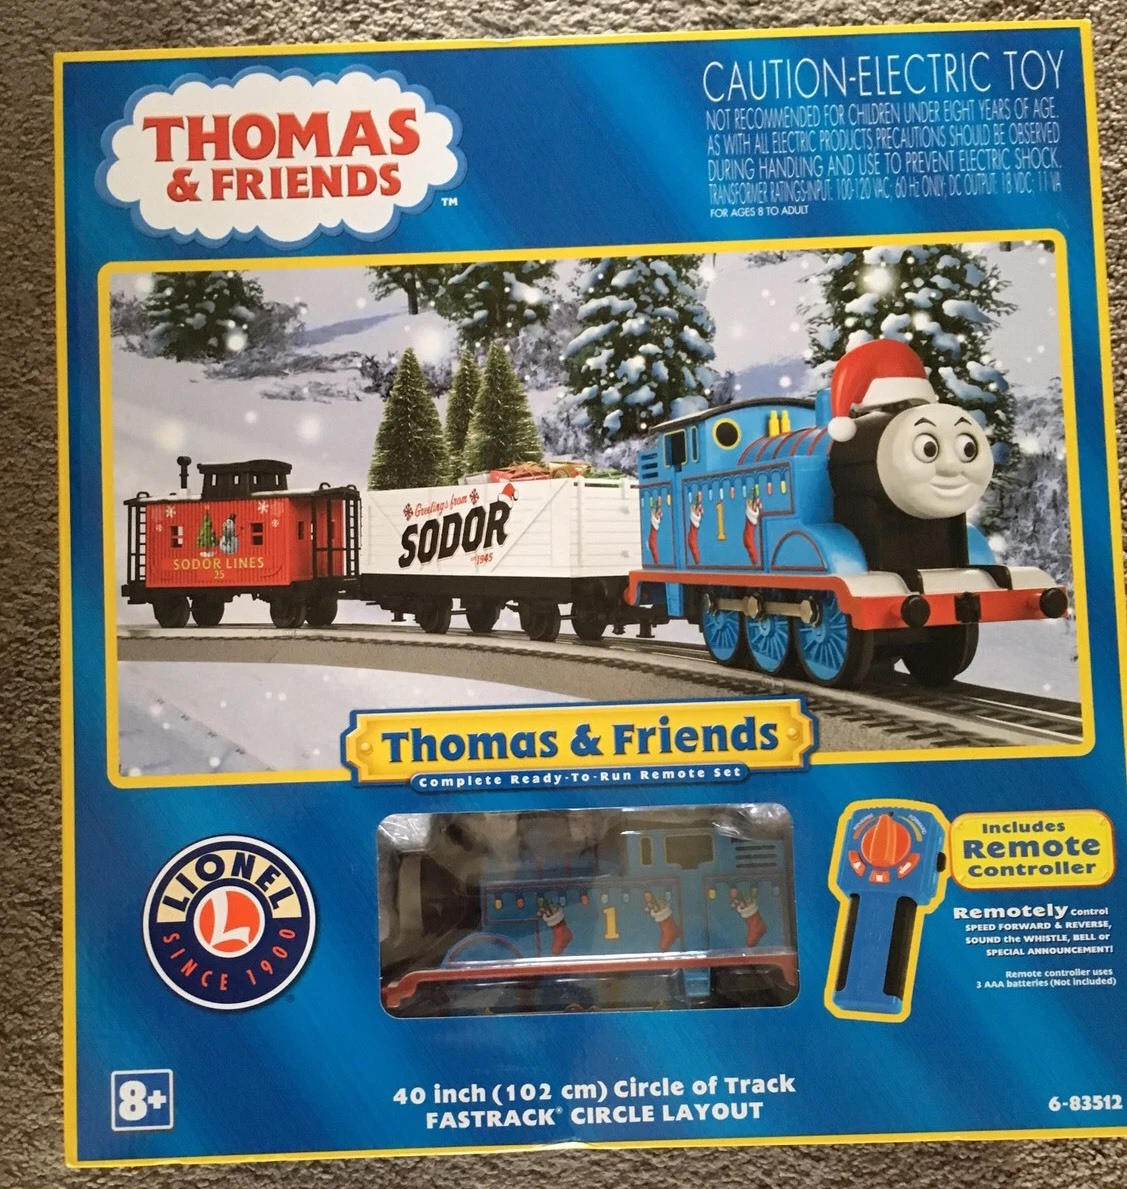 THOMAS
& FRIENDS
™
CAUTION-ELECTRIC TOY
NOT RECOMMENDED FOR CHILDREN UNDER EIGHT YEARS OF AGE.
AS WITH ALL ELECTRIC PRODUCTS, PRECAUTIONS SHOULD BE OBSERVED
DURING HANDLING AND USE TO PREVENT ELECTRIC SHOCK.
TRANSFORMER RATINGS-INPUT: 100-120 VAC; 60 Hz ONLY; DC OUTPUT: 18 VDC; 11 VA
FOR AGES 8 TO ADULT
Greetings from
SODOR
1945
SODOR LINES
25
1
Thomas & Friends
Complete Ready-To-Run Remote Set
1
LIONEL
L
SINCE 1900
Includes
Remote
Controller
Remotely control
SPEED FORWARD & REVERSE,
SOUND the WHISTLE, BELL or
SPECIAL ANNOUNCEMENT!
Remote controller uses
3 AAA batteries (Not included)
8+
40 inch (102 cm) Circle of Track
FASTRACK® CIRCLE LAYOUT
6-83512